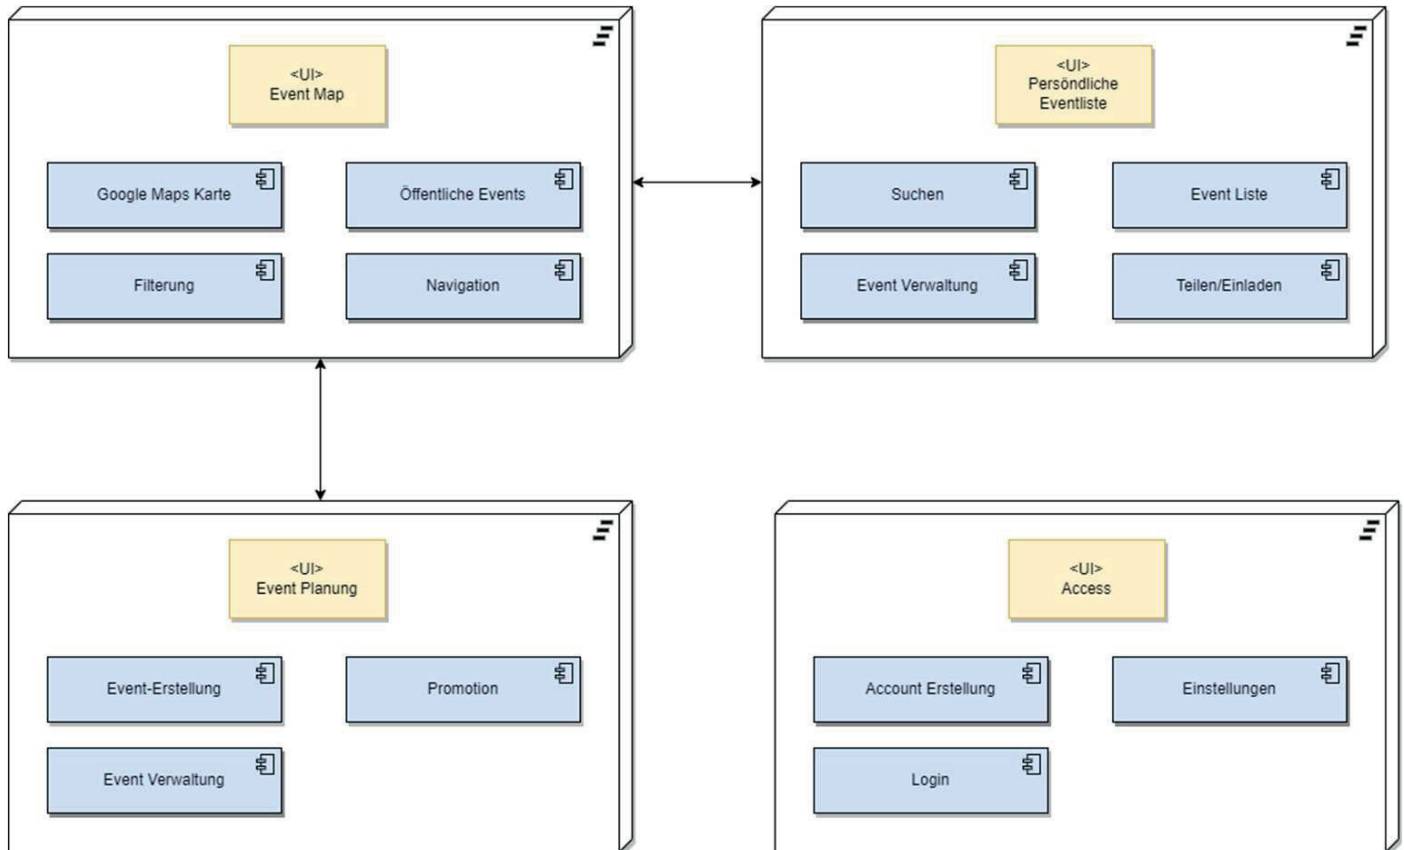 <UI>
Event Map
Google Maps Karte
Öffentliche Events
Filterung
Navigation
<UI>
Persöndliche
Eventliste
Suchen
Event Liste
Event Verwaltung
Teilen/Einladen
<UI>
Event Planung
Event-Erstellung
Promotion
Event Verwaltung
<UI>
Access
Account Erstellung
Einstellungen
Login